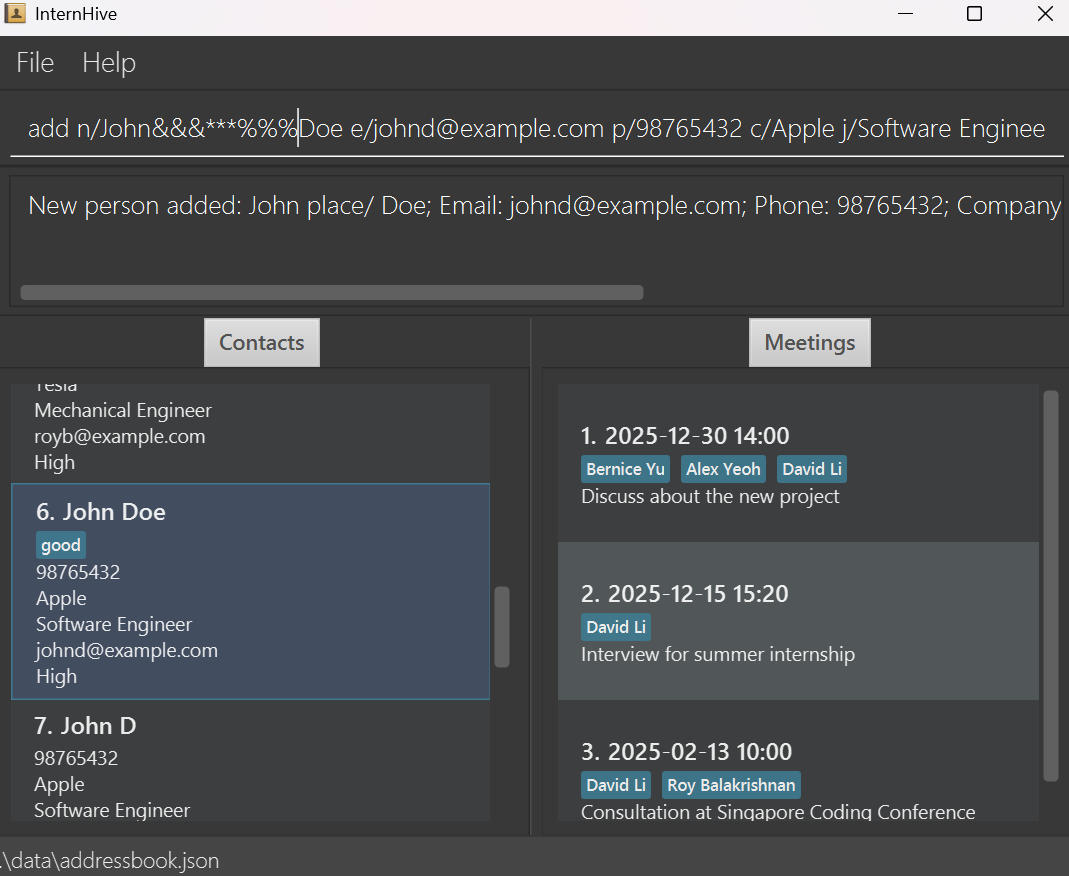 InternHive
File Help
add n/John&&&***%%%Doe e/johnd@example.com p/98765432 c/Apple j/Software Enginee
New person added: John place/ Doe; Email: johnd@example.com; Phone: 98765432; Company
Contacts
Tesla
Mechanical Engineer
royb@example.com
High
6. John Doe
good
98765432
Apple
Software Engineer
johnd@example.com
High
7. John D
98765432
Apple
Software Engineer
Meetings
1. 2025-12-30 14:00
Bernice Yu Alex Yeoh David Li
Discuss about the new project
2. 2025-12-15 15:20
David Li
Interview for summer internship
3. 2025-02-13 10:00
David Li Roy Balakrishnan
Consultation at Singapore Coding Conference
.\data\addressbook.json